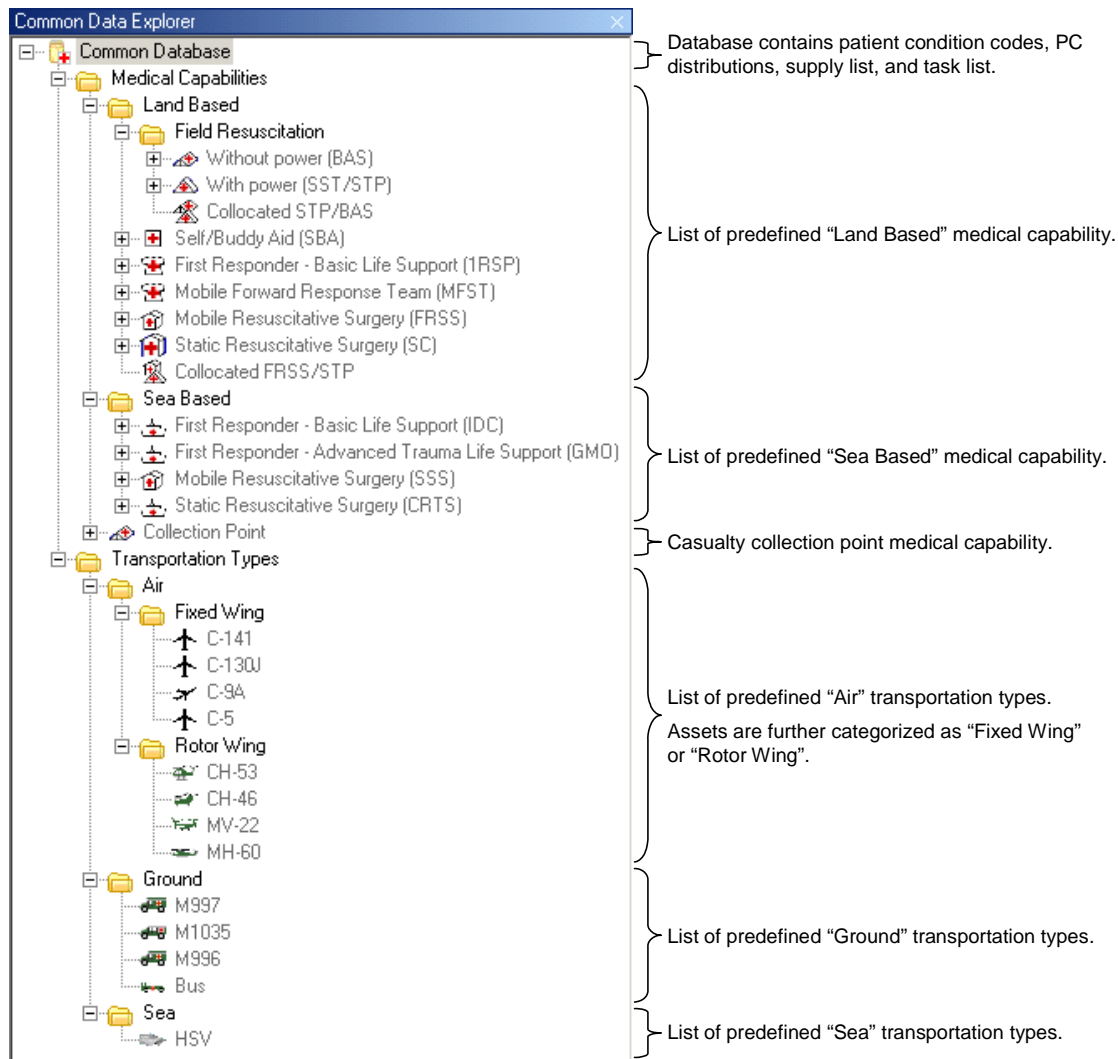 Common Data Explorer
Common Database
Database contains patient condition codes, PC
distributions, supply list, and task list.
Medical Capabilities
Land Based
Field Resuscitation
Without power (BAS)
With power (SST/STP)
Collocated STP/BAS
Self/Buddy Aid (SBA)
List of predefined “Land Based” medical capability.
First Responder - Basic Life Support (1RSP)
Mobile Forward Response Team (MFST)
Mobile Resuscitative Surgery (FRSS)
Static Resuscitative Surgery (SC)
Collocated FRSS/STP
Sea Based
First Responder - Basic Life Support (IDC)
First Responder - Advanced Trauma Life Support (GMO)
List of predefined “Sea Based” medical capability.
Mobile Resuscitative Surgery (SSS)
Static Resuscitative Surgery (CRTS)
Collection Point
Casualty collection point medical capability.
Transportation Types
Air
Fixed Wing
C-141
C-130J
C-9A
List of predefined “Air” transportation types.
C-5
Assets are further categorized as “Fixed Wing”
or “Rotor Wing”.
Rotor Wing
CH-53
CH-46
MV-22
MH-60
Ground
M997
M1035
List of predefined “Ground” transportation types.
M996
Bus
Sea
List of predefined “Sea” transportation types.
HSV